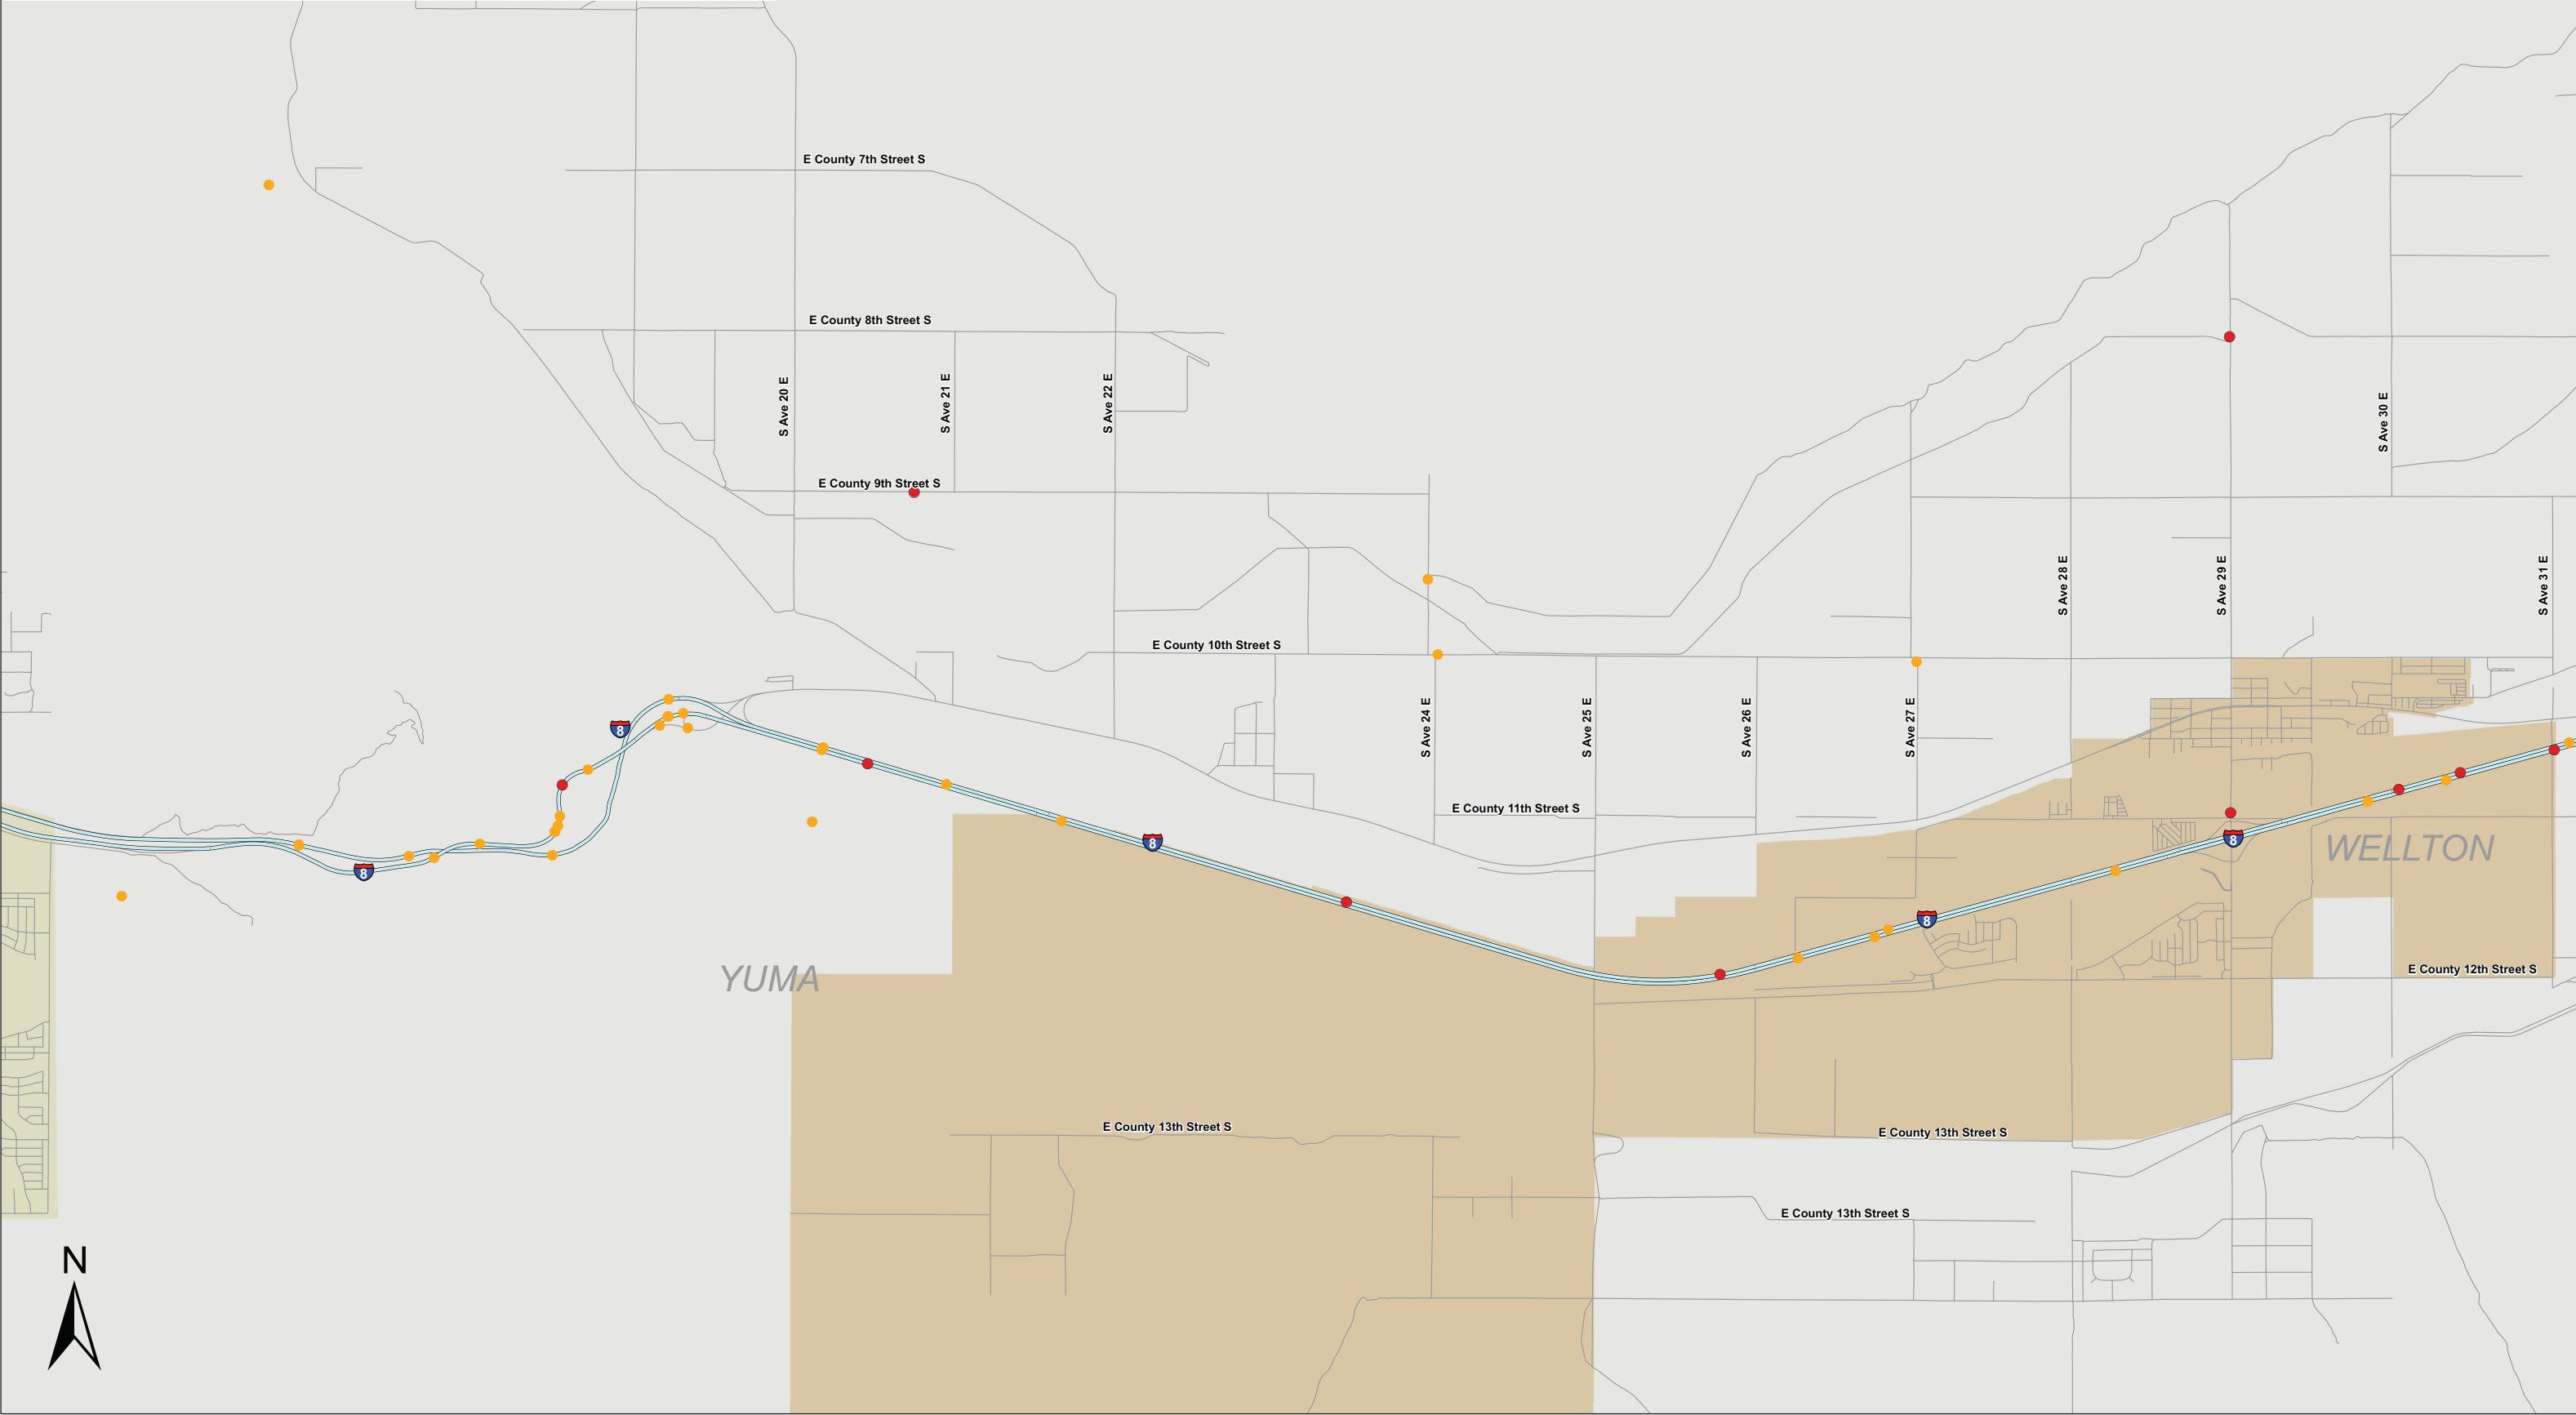 E County 7th Street S
E County 8th Street S
S Ave 20 E
S Ave 21 E
S Ave 22 E
S Ave 30 E
E County 9th Street S
S Ave 28 E
S Ave 29 E
S Ave 31 E
E County 10th Street S
8
S Ave 24 E
S Ave 25 E
S Ave 26 E
S Ave 27 E
E County 11th Street S
8
8
8
WELLTON
8
YUMA
E County 12th Street S
E County 13th Street S
E County 13th Street S
E County 13th Street S
N